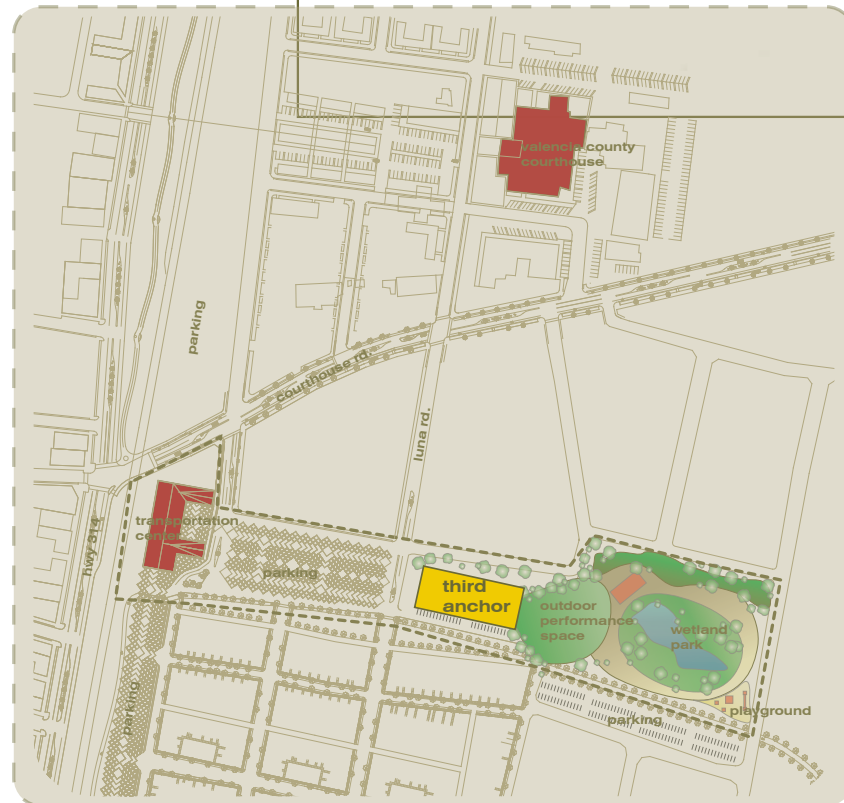 valencia county
courthouse
parking
courthouse rd.
luna rd.
hwy 314
transportation
center
parking
third
anchor
outdoor
performance
space
wetland
park
parking
playground
parking